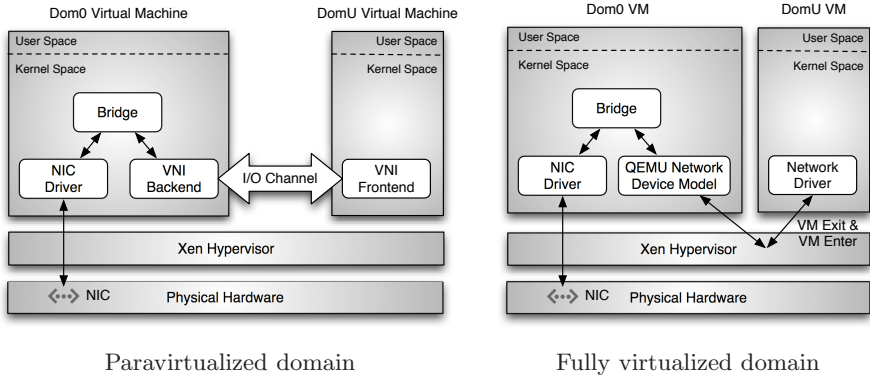 Dom0 Virtual Machine
DomU Virtual Machine
User Space
User Space
Kernel Space
Kernel Space
Bridge
NIC
Driver
VNI
Backend
I/O Channel
VNI
Frontend
Xen Hypervisor
NIC
Physical Hardware
Paravirtualized domain
Dom0 VM
DomU VM
User Space
User Space
Kernel Space
Kernel Space
Bridge
NIC
Driver
QEMU Network
Device Model
Network
Driver
VM Exit &
VM Enter
Xen Hypervisor
NIC
Physical Hardware
Fully virtualized domain